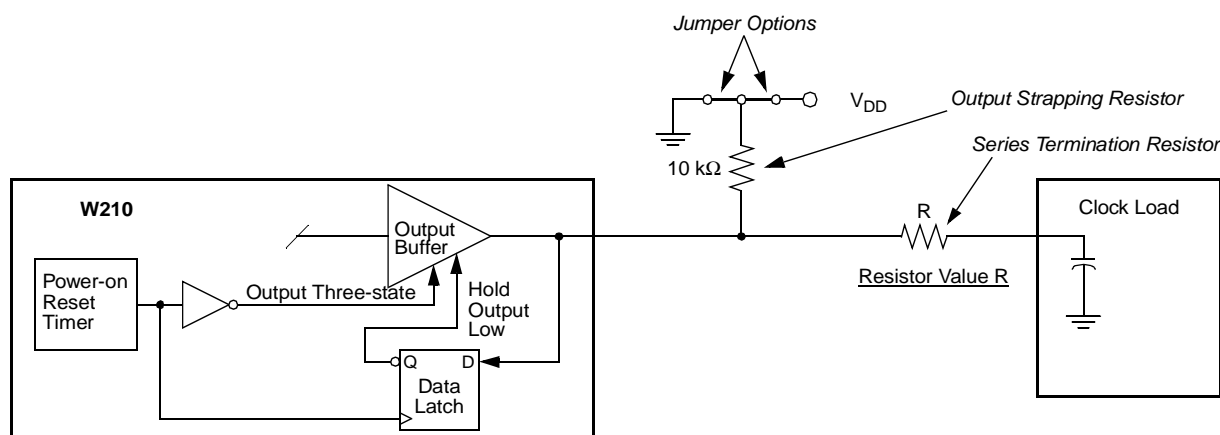 Jumper Options
V_DD
Output Strapping Resistor
10 kΩ
Series Termination Resistor
W210
Output
Buffer
R
Clock Load
Power-on
Reset
Timer
Output Three-state
Hold
Output
Low
Resistor Value R
Q
D
Data
Latch